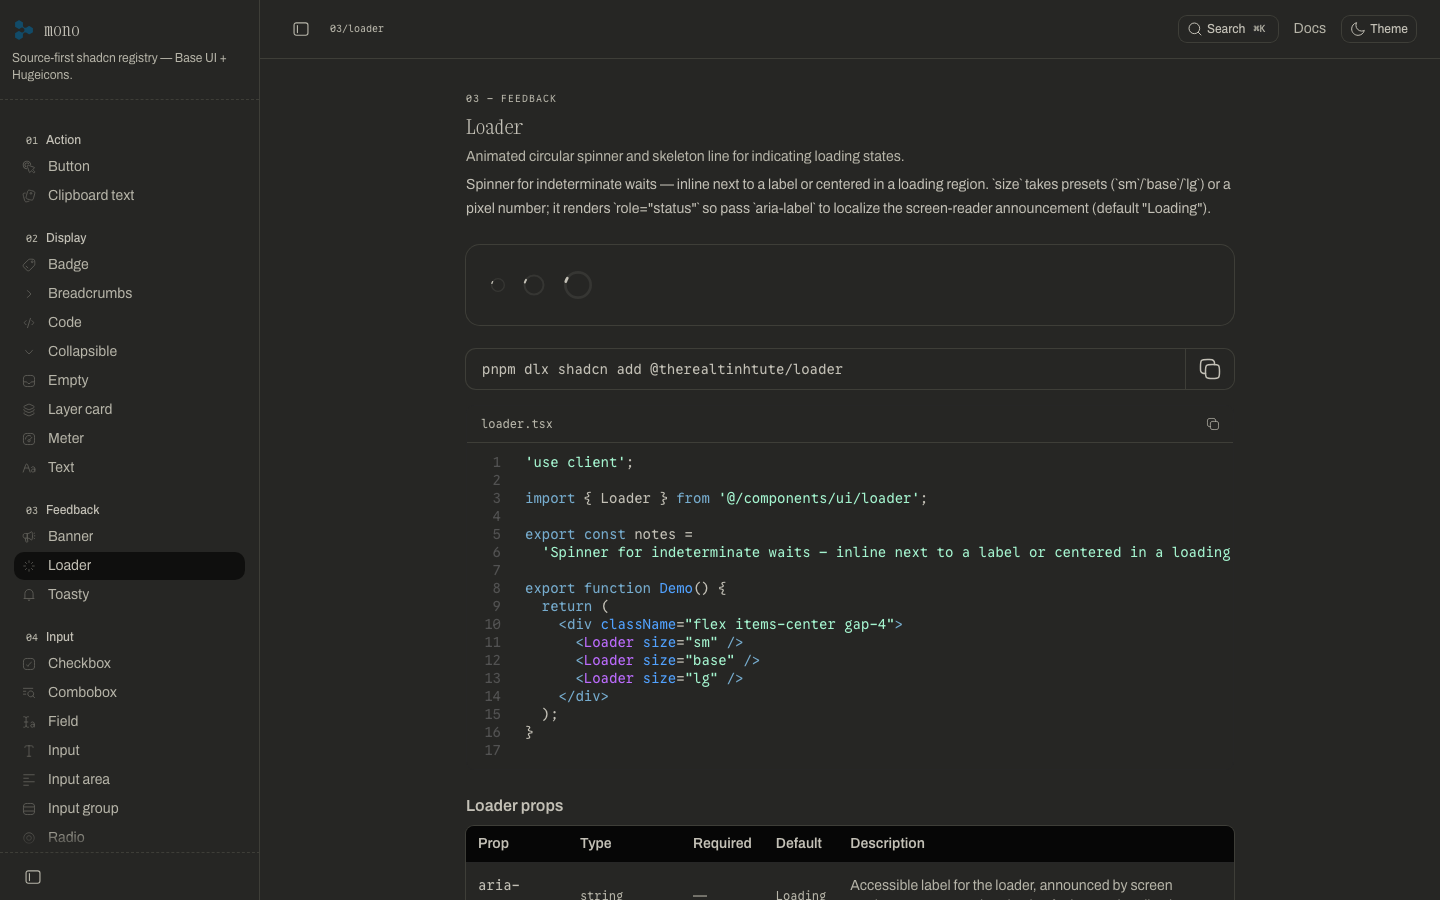 mono
Source-first shadcn registry — Base UI +
Hugeicons.
01 Action
Button
Clipboard text
02 Display
Badge
Breadcrumbs
Code
Collapsible
Empty
Layer card
Meter
Text
03 Feedback
Banner
Loader
Toasty
04 Input
Checkbox
Combobox
Field
Input
Input area
Input group
Radio
03/loader
Search ⌘K Docs Theme
03 — FEEDBACK
Loader
Animated circular spinner and skeleton line for indicating loading states.
Spinner for indeterminate waits — inline next to a label or centered in a loading region. `size` takes presets (`sm`/`base`/`lg`) or a
pixel number; it renders `role="status"` so pass `aria-label` to localize the screen-reader announcement (default "Loading").
pnpm dlx shadcn add @therealtinhtute/loader
loader.tsx
1 'use client';
2
3 import { Loader } from '@/components/ui/loader';
4
5 export const notes =
6 'Spinner for indeterminate waits — inline next to a label or centered in a loading
7
8 export function Demo() {
9 return (
10 <div className="flex items-center gap-4">
11 <Loader size="sm" />
12 <Loader size="base" />
13 <Loader size="lg" />
14 </div>
15 );
16 }
17
Loader props
Prop Type Required Default Description
aria-
string — Loading
Accessible label for the loader, announced by screen